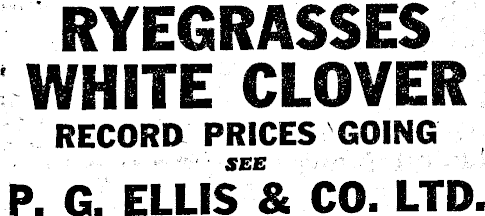 RYEGRASSES
WHITE CLOVER
RECORD PRICES GOING
SEE
P. G. ELLIS & CO. LTD.